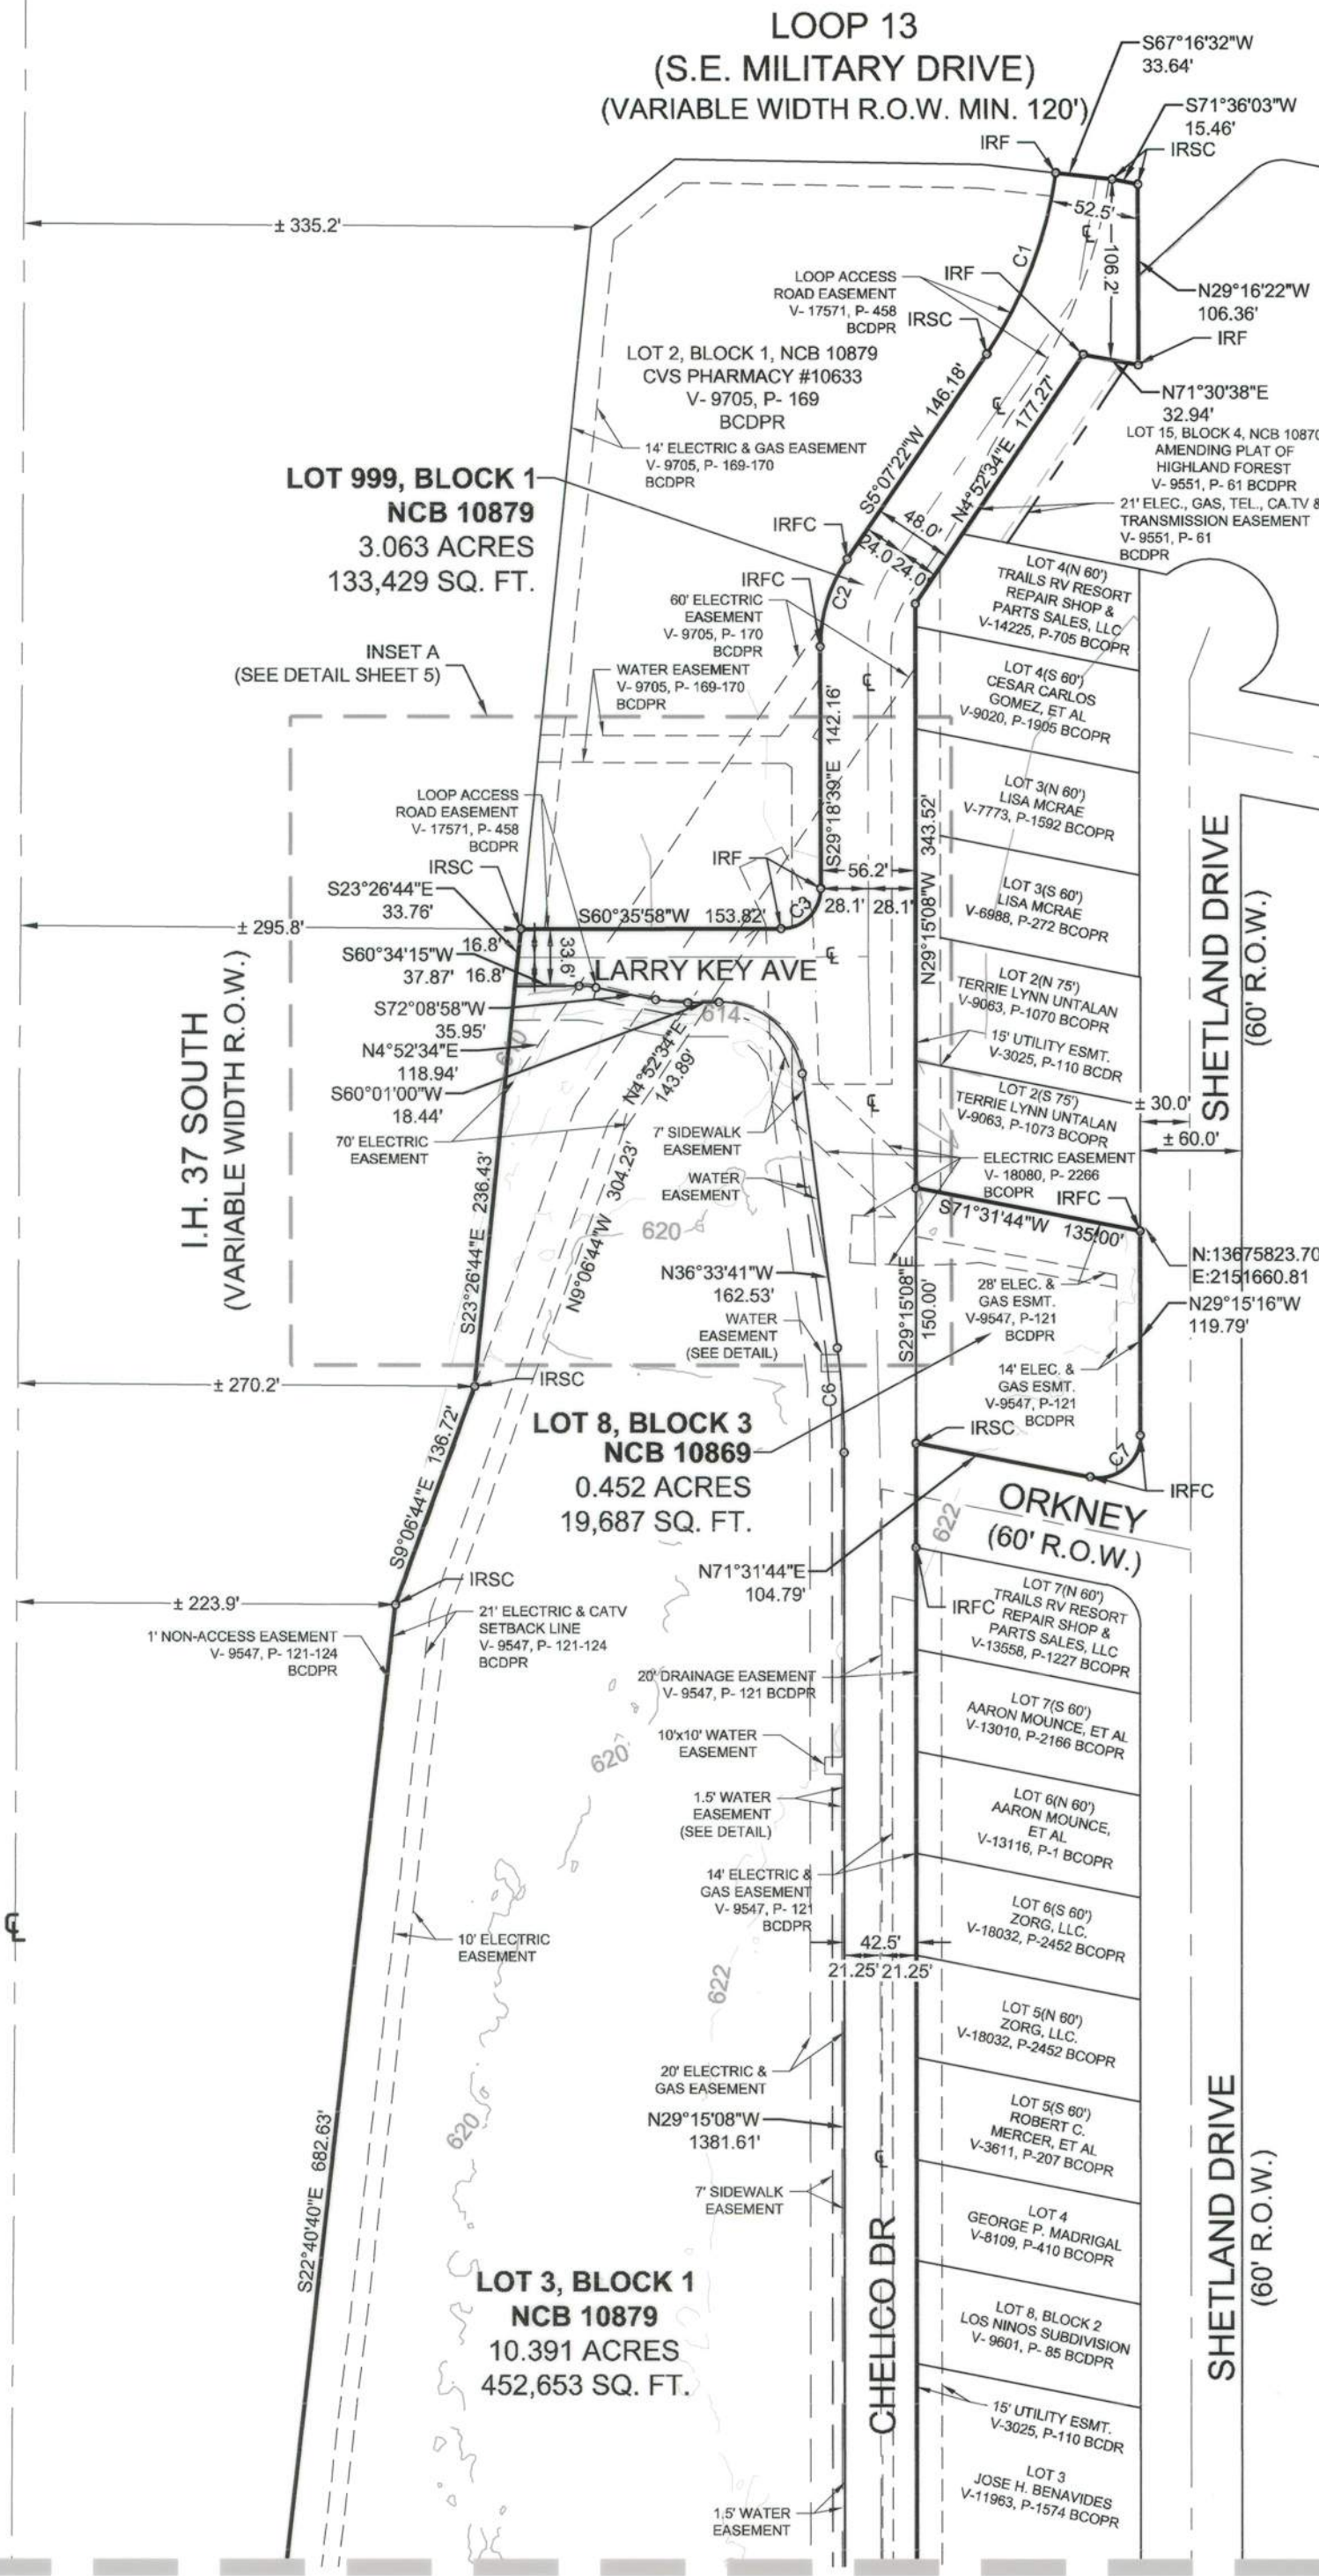 LOOP 13
(S.E. MILITARY DRIVE)
(VARIABLE WIDTH R.O.W. MIN. 120')
S67°16'32"W
33.64'
S71°36'03"W
15.46'
IRF
IRSC
± 335.2'
52.5'
℄
106.2'
C1
N29°16'22"W
106.36'
IRF
LOOP ACCESS
ROAD EASEMENT
V- 17571, P- 458
BCDPR
IRF
IRSC
LOT 2, BLOCK 1, NCB 10879
CVS PHARMACY #10633
V- 9705, P- 169
BCDPR
N71°30'38"E
32.94'
14' ELECTRIC & GAS EASEMENT
V- 9705, P- 169-170
BCDPR
S5°07'22"W 146.18'
℄
N4°52'34"E 177.27'
LOT 15, BLOCK 4, NCB 10870
AMENDING PLAT OF
HIGHLAND FOREST
V- 9551, P- 61 BCDPR
21' ELEC., GAS, TEL., CA.TV &
TRANSMISSION EASEMENT
V- 9551, P- 61
BCDPR
LOT 999, BLOCK 1
NCB 10879
3.063 ACRES
133,429 SQ. FT.
IRFC
48.0'
24.0'
24.0'
IRFC
C2
60' ELECTRIC
EASEMENT
V- 9705, P- 170
BCDPR
LOT 4(N 60')
TRAILS RV RESORT
REPAIR SHOP &
PARTS SALES, LLC
V-14225, P-705 BCOPR
INSET A
(SEE DETAIL SHEET 5)
WATER EASEMENT
V- 9705, P- 169-170
BCDPR
℄
LOT 4(S 60')
CESAR CARLOS
GOMEZ, ET AL
V-9020, P-1905 BCOPR
S29°18'39"E 142.16'
N29°15'08"W 343.52'
LOT 3(N 60')
LISA MCRAE
V-7773, P-1592 BCOPR
LOOP ACCESS
ROAD EASEMENT
V- 17571, P- 458
BCDPR
IRF
56.2'
28.1' 28.1'
C3
LOT 3(S 60')
LISA MCRAE
V-6988, P-272 BCOPR
SHETLAND DRIVE
(60' R.O.W.)
IRSC
S23°26'44"E
33.76'
S60°35'58"W 153.82'
± 295.8'
16.8'
16.8'
33.6'
S60°34'15"W
37.87'
LARRY KEY AVE
℄
S72°08'58"W
35.95'
N4°52'34"E
118.94'
S60°01'00"W
18.44'
610
614
N4°52'34"E
143.89'
LOT 2(N 75')
TERRIE LYNN UNTALAN
V-9063, P-1070 BCOPR
15' UTILITY ESMT.
V-3025, P-110 BCDR
LOT 2(S 75')
TERRIE LYNN UNTALAN
V-9063, P-1073 BCOPR
± 30.0'
± 60.0'
I.H. 37 SOUTH
(VARIABLE WIDTH R.O.W.)
℄
70' ELECTRIC
EASEMENT
7' SIDEWALK
EASEMENT
ELECTRIC EASEMENT
V- 18080, P- 2266
BCOPR
WATER
EASEMENT
IRFC
S71°31'44"W 135.00'
N:13675823.70
E:2151660.81
S23°26'44"E 236.43'
N9°06'44"W 304.23'
620
N36°33'41"W
162.53'
S29°15'08"E
150.00'
28' ELEC. &
GAS ESMT.
V-9547, P-121
BCDPR
N29°15'16"W
119.79'
WATER
EASEMENT
(SEE DETAIL)
14' ELEC. &
GAS ESMT.
V-9547, P-121
BCDPR
± 270.2'
IRSC
C6
IRSC
C7
LOT 8, BLOCK 3
NCB 10869
0.452 ACRES
19,687 SQ. FT.
S9°06'44"E 136.72'
IRFC
ORKNEY
(60' R.O.W.)
622
N71°31'44"E
104.79'
IRSC
± 223.9'
1' NON-ACCESS EASEMENT
V- 9547, P- 121-124
BCDPR
21' ELECTRIC & CATV
SETBACK LINE
V- 9547, P- 121-124
BCDPR
IRFC
LOT 7(N 60')
TRAILS RV RESORT
REPAIR SHOP &
PARTS SALES, LLC
V-13558, P-1227 BCOPR
20' DRAINAGE EASEMENT
V- 9547, P- 121 BCDPR
LOT 7(S 60')
AARON MOUNCE, ET AL
V-13010, P-2166 BCOPR
10'x10' WATER
EASEMENT
620
1.5' WATER
EASEMENT
(SEE DETAIL)
LOT 6(N 60')
AARON MOUNCE,
ET AL
V-13116, P-1 BCOPR
14' ELECTRIC &
GAS EASEMENT
V- 9547, P- 121
BCDPR
LOT 6(S 60')
ZORG, LLC.
V-18032, P-2452 BCOPR
℄
10' ELECTRIC
EASEMENT
42.5'
21.25' 21.25'
622
LOT 5(N 60')
ZORG, LLC.
V-18032, P-2452 BCOPR
20' ELECTRIC &
GAS EASEMENT
620
S22°40'40"E 682.63'
N29°15'08"W
1381.61'
LOT 5(S 60')
ROBERT C.
MERCER, ET AL
V-3611, P-207 BCOPR
℄
7' SIDEWALK
EASEMENT
LOT 4
GEORGE P. MADRIGAL
V-8109, P-410 BCOPR
SHETLAND DRIVE
(60' R.O.W.)
CHELICO DR
LOT 3, BLOCK 1
NCB 10879
10.391 ACRES
452,653 SQ. FT.
LOT 8, BLOCK 2
LOS NINOS SUBDIVISION
V- 9601, P- 85 BCDPR
15' UTILITY ESMT.
V-3025, P-110 BCDR
LOT 3
JOSE H. BENAVIDES
V-11963, P-1574 BCOPR
1.5' WATER
EASEMENT